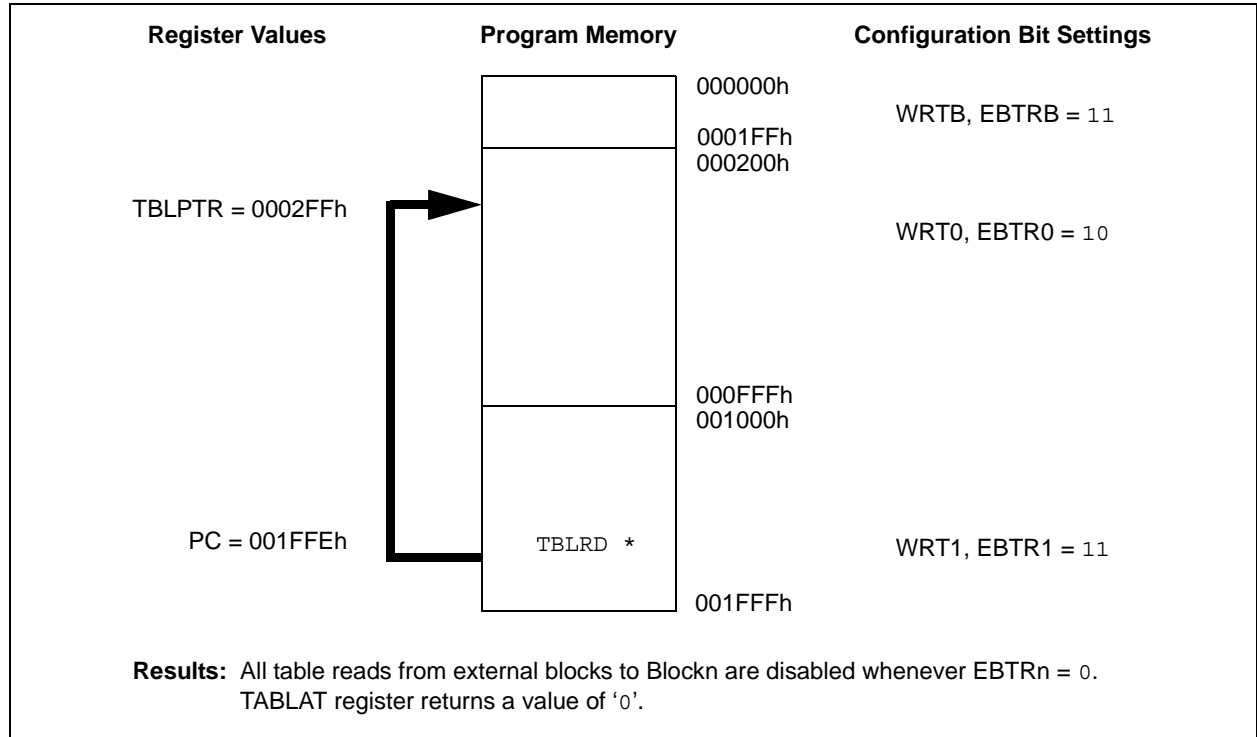 Register Values Program Memory Configuration Bit Settings
000000h
WRTB, EBTRB = 11
0001FFh
000200h
TBLPTR = 0002FFh
WRT0, EBTR0 = 10
000FFFh
001000h
PC = 001FFEh TBLRD * WRT1, EBTR1 = 11
001FFFh
Results: All table reads from external blocks to Blockn are disabled whenever EBTRn = 0.
TABLAT register returns a value of ‘0’.